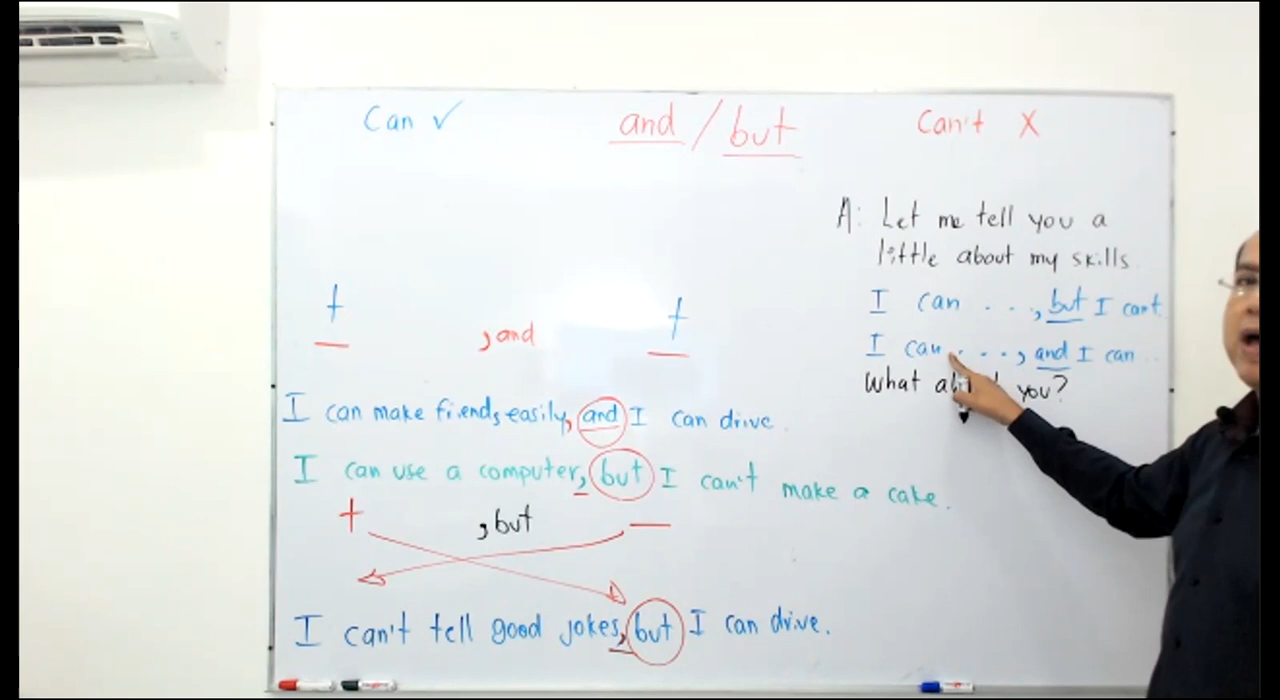 Can ✓
and / but
Can't X
A: Let me tell you a
little about my skills.
I can ...., but I can't
I can ...., and I can ..
What about you?
+ , and +
I can make friends easily, and I can drive.
I can use a computer, but I can't make a cake.
+ , but —
I can't tell good jokes, but I can drive.